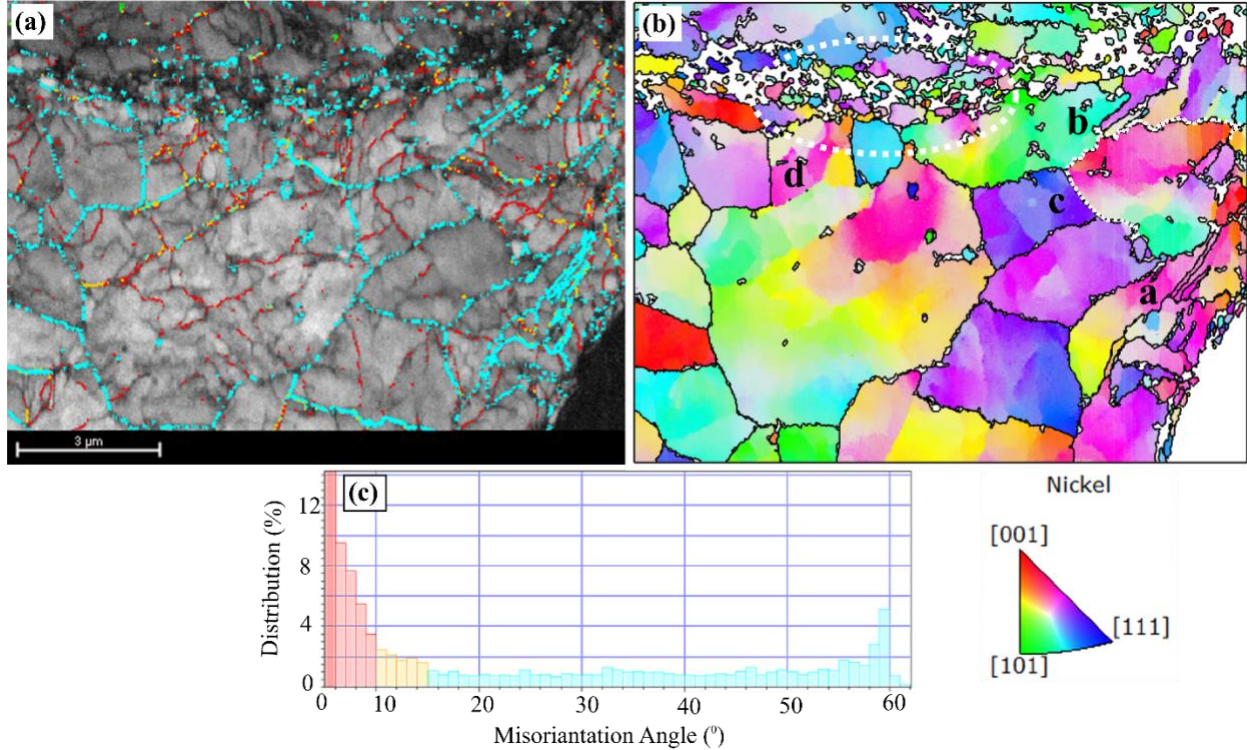 (a)
(b)
b
d
c
a
3 µm
(c)
12
8
4
0
Distribution (%)
0 10 20 30 40 50 60
Misoriantation Angle (⁰)
Nickel
[001]
[111]
[101]